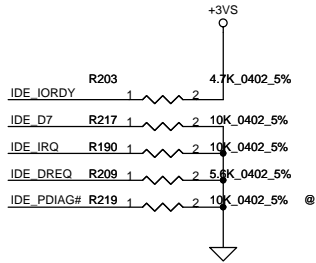 +3VS
R203 4.7K_0402_5%
IDE_IORDY 1 2
IDE_D7 R217 1 2 10K_0402_5%
IDE_IRQ R190 1 2 10K_0402_5%
IDE_DREQ R209 1 2 5.6K_0402_5%
IDE_PDIAG# R219 1 2 10K_0402_5% @